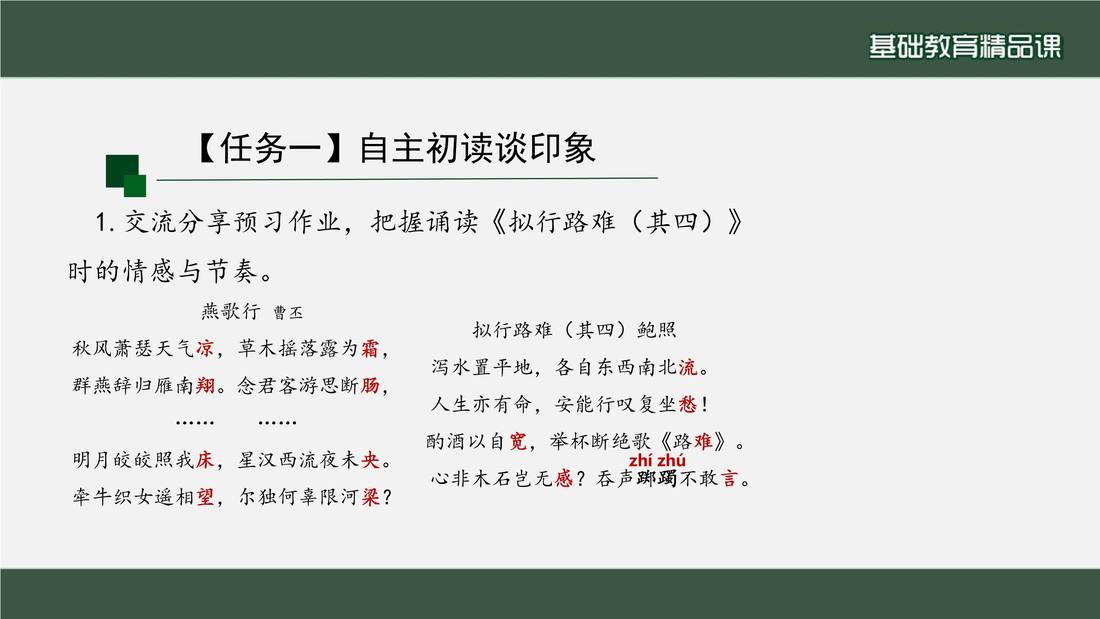 基础教育精品课
【任务一】自主初读谈印象
1.交流分享预习作业，把握诵读《拟行路难（其四）》
时的情感与节奏。
燕歌行 曹丕
秋风萧瑟天气凉，草木摇落露为霜，
群燕辞归雁南翔。念君客游思断肠，
…… ……
明月皎皎照我床，星汉西流夜未央。
牵牛织女遥相望，尔独何辜限河梁？
拟行路难（其四）鲍照
泻水置平地，各自东西南北流。
人生亦有命，安能行叹复坐愁！
酌酒以自宽，举杯断绝歌《路难》。
zhí zhú
心非木石岂无感？吞声踯躅不敢言。